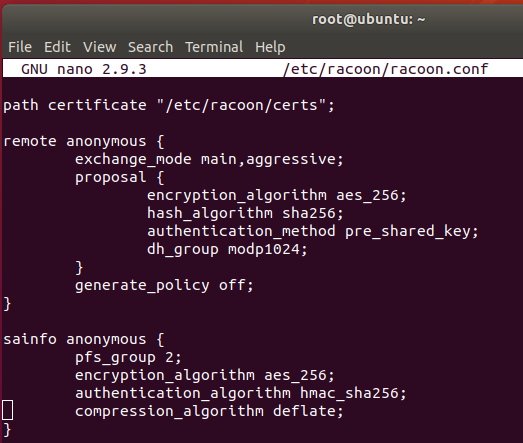 root@ubuntu: ~
File Edit View Search Terminal Help
GNU nano 2.9.3 /etc/racoon/racoon.conf
path certificate "/etc/racoon/certs";
remote anonymous {
exchange_mode main,aggressive;
proposal {
encryption_algorithm aes_256;
hash_algorithm sha256;
authentication_method pre_shared_key;
dh_group modp1024;
}
generate_policy off;
}
sainfo anonymous {
pfs_group 2;
encryption_algorithm aes_256;
authentication_algorithm hmac_sha256;
compression_algorithm deflate;
}